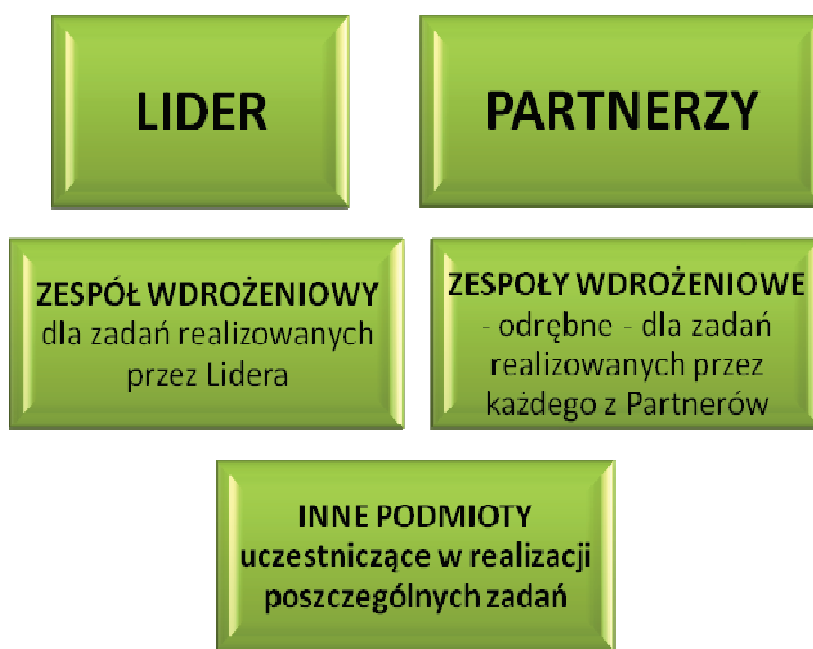 LIDER
PARTNERZY
ZESPÓŁ WDROŻENIOWY
dla zadań realizowanych
przez Lidera
ZESPOŁY WDROŻENIOWE
- odrębne - dla zadań
realizowanych przez
każdego z Partnerów
INNE PODMIOTY
uczestniczące w realizacji
poszczególnych zadań